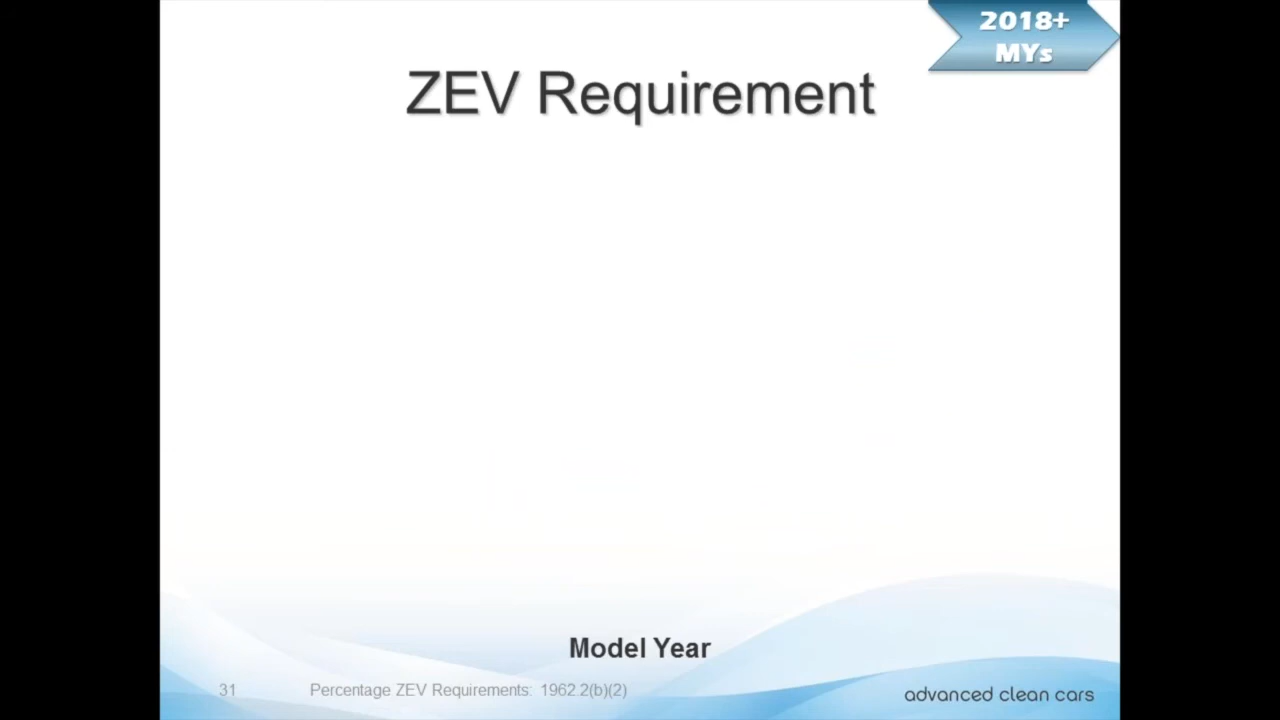 2018+
MYs
ZEV Requirement
Model Year
31
Percentage ZEV Requirements: 1962.2(b)(2)
advanced clean cars